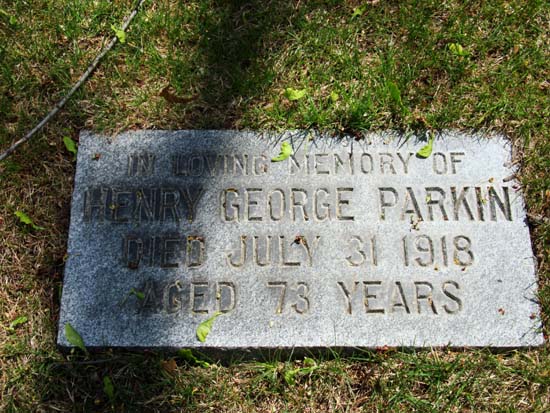 IN LOVING MEMORY OF
HENRY GEORGE PARKIN
DIED JULY 31 1918
AGED 73 YEARS